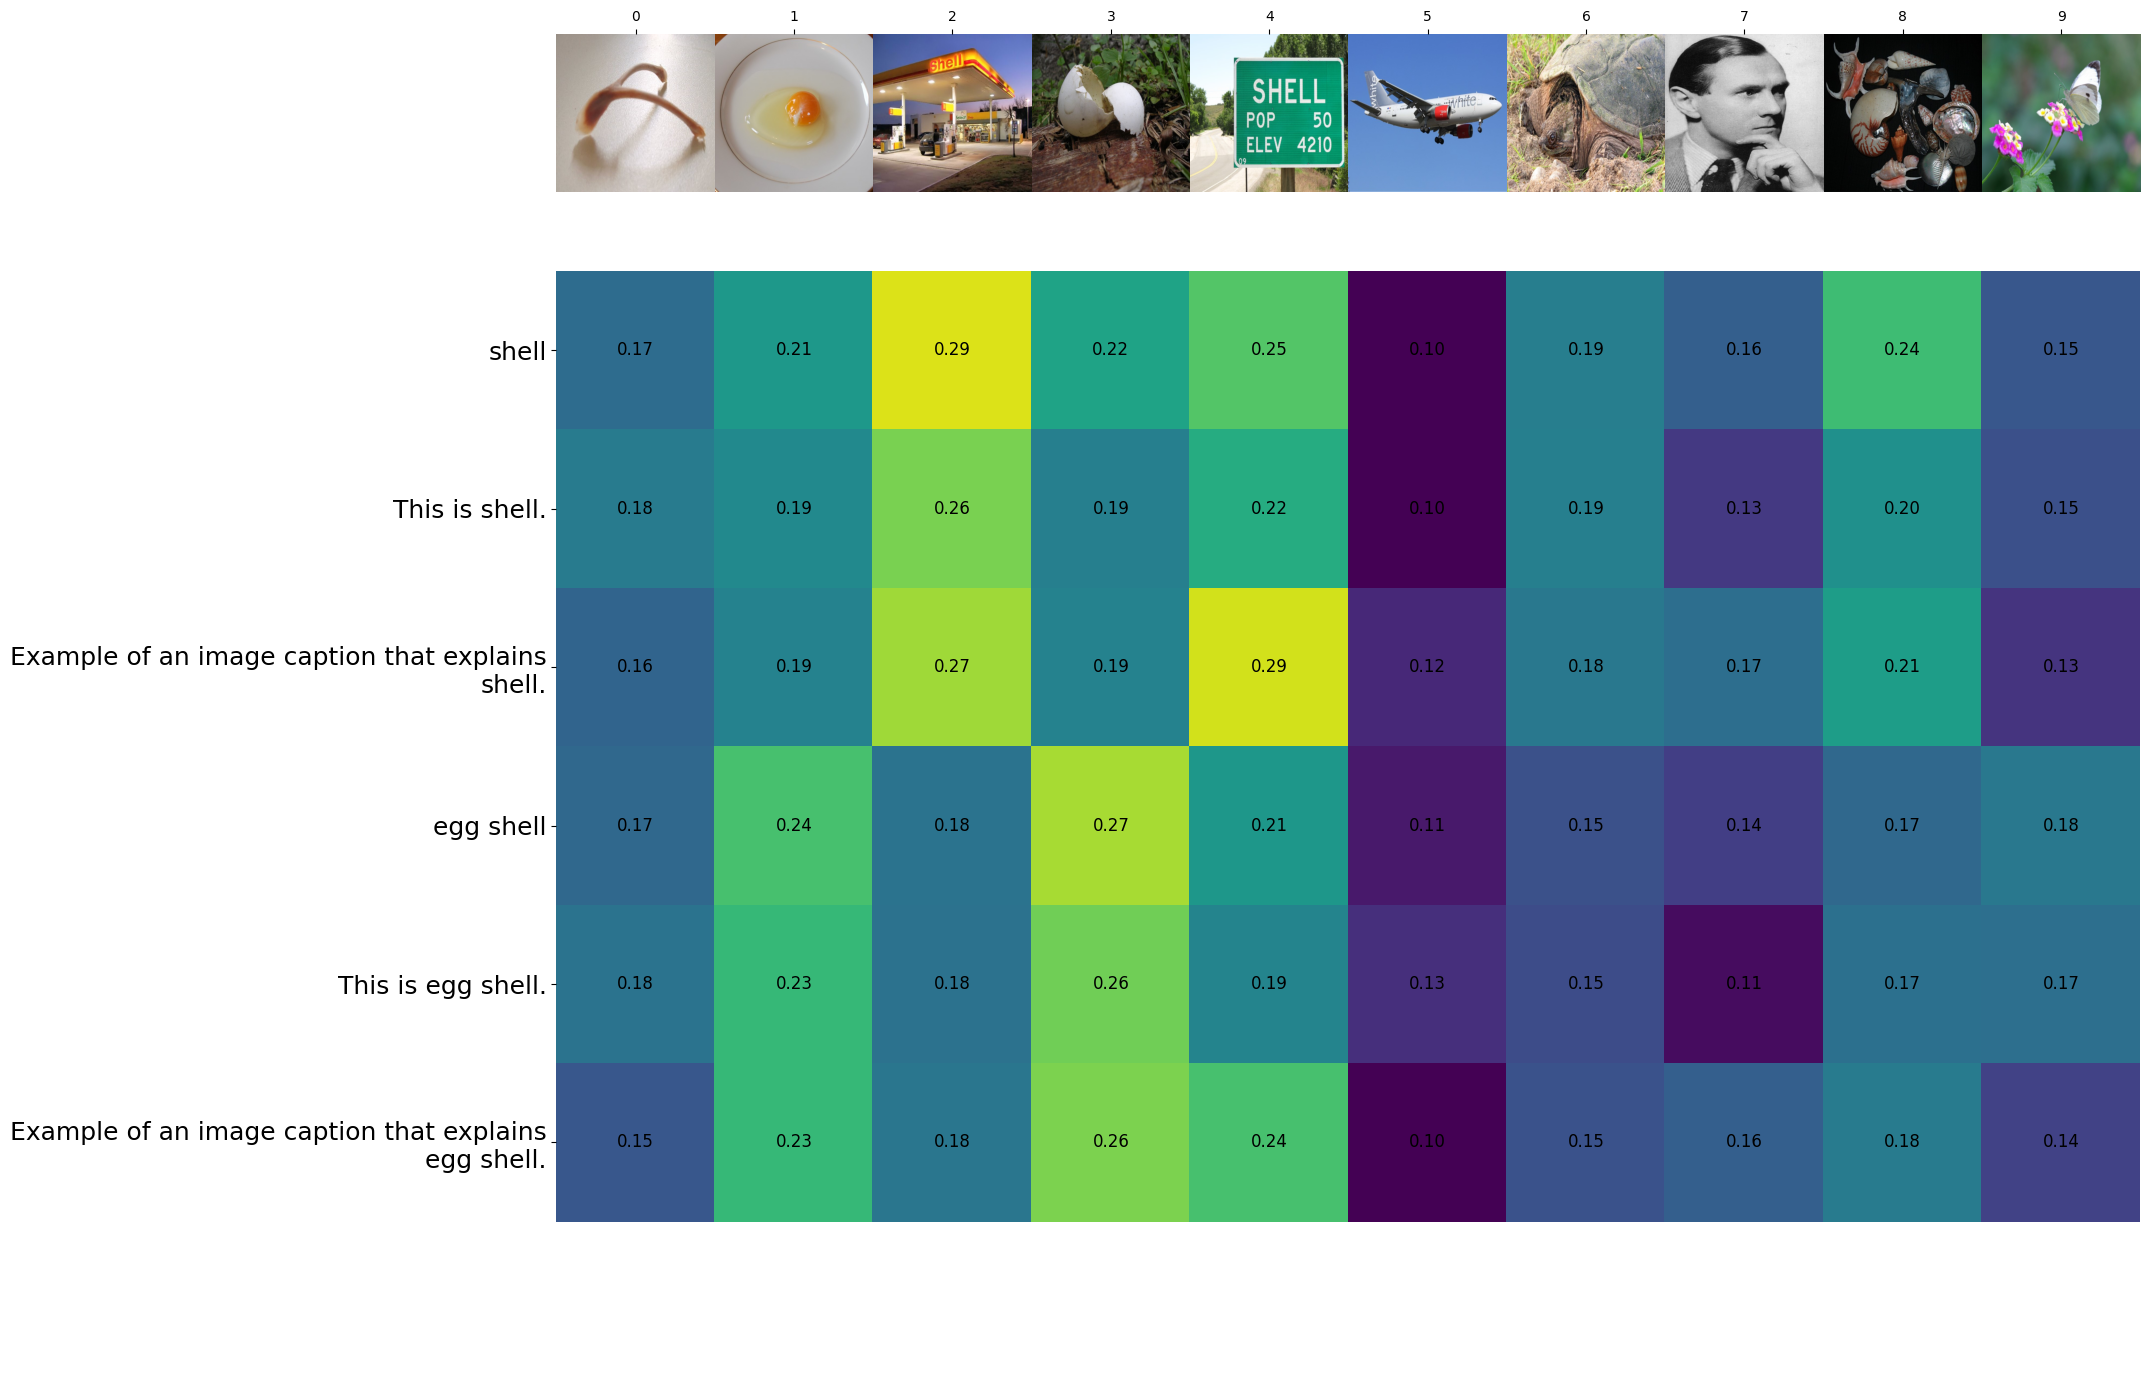 0 1 2 3 4 5 6 7 8 9
Shell
SHELL
POP 50
ELEV 4210
09
white
white
shell 0.17 0.21 0.29 0.22 0.25 0.10 0.19 0.16 0.24 0.15
This is shell. 0.18 0.19 0.26 0.19 0.22 0.10 0.19 0.13 0.20 0.15
Example of an image caption that explains
shell. 0.16 0.19 0.27 0.19 0.29 0.12 0.18 0.17 0.21 0.13
egg shell 0.17 0.24 0.18 0.27 0.21 0.11 0.15 0.14 0.17 0.18
This is egg shell. 0.18 0.23 0.18 0.26 0.19 0.13 0.15 0.11 0.17 0.17
Example of an image caption that explains
egg shell. 0.15 0.23 0.18 0.26 0.24 0.10 0.15 0.16 0.18 0.14